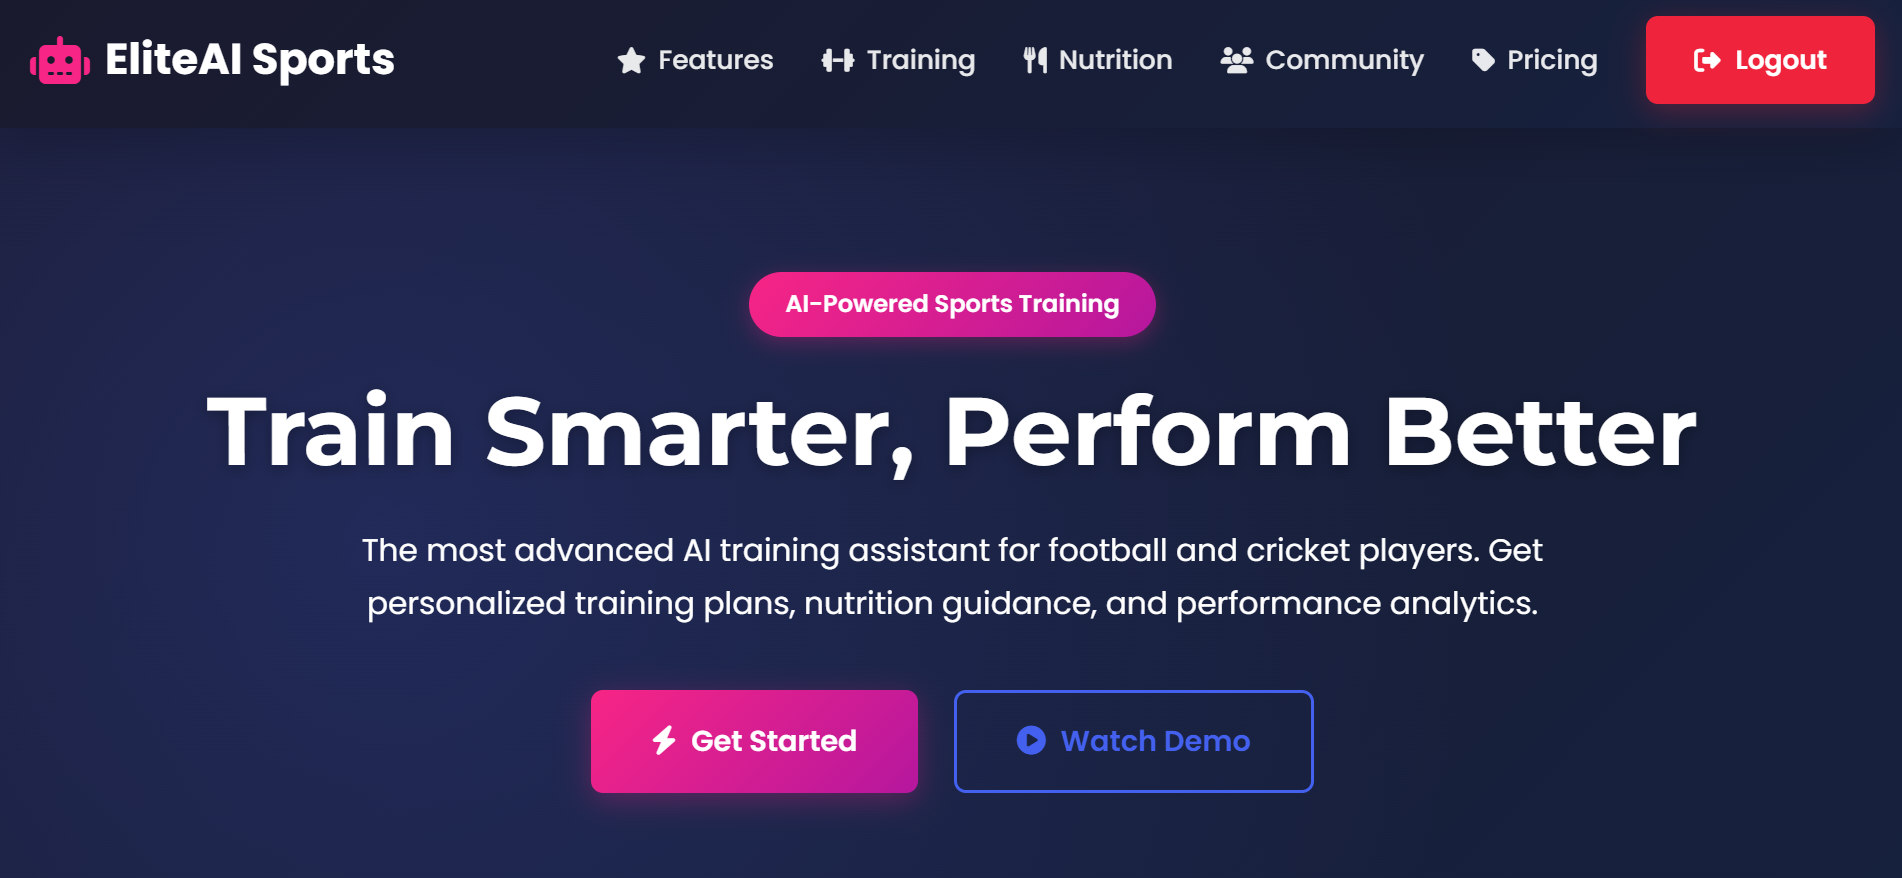 EliteAI Sports
Features
Training
Nutrition
Community
Pricing
Logout
AI-Powered Sports Training
Train Smarter, Perform Better
The most advanced AI training assistant for football and cricket players. Get
personalized training plans, nutrition guidance, and performance analytics.
Get Started
Watch Demo